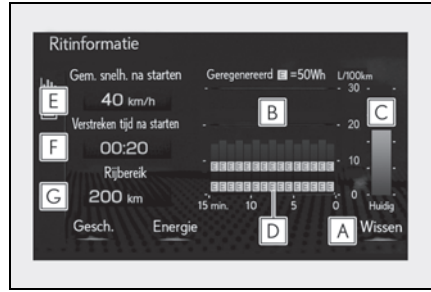 Ritinformatie
Gem. snelh. na starten
E
40 km/h
Verstreken tijd na starten
F
00:20
Rijbereik
G
200 km
Gesch.
Energie
Geregenereerd E =50Wh
L/100km
30
B
C
20
10
0
15 min.
10
5
0
Huidig
D
A
Wissen